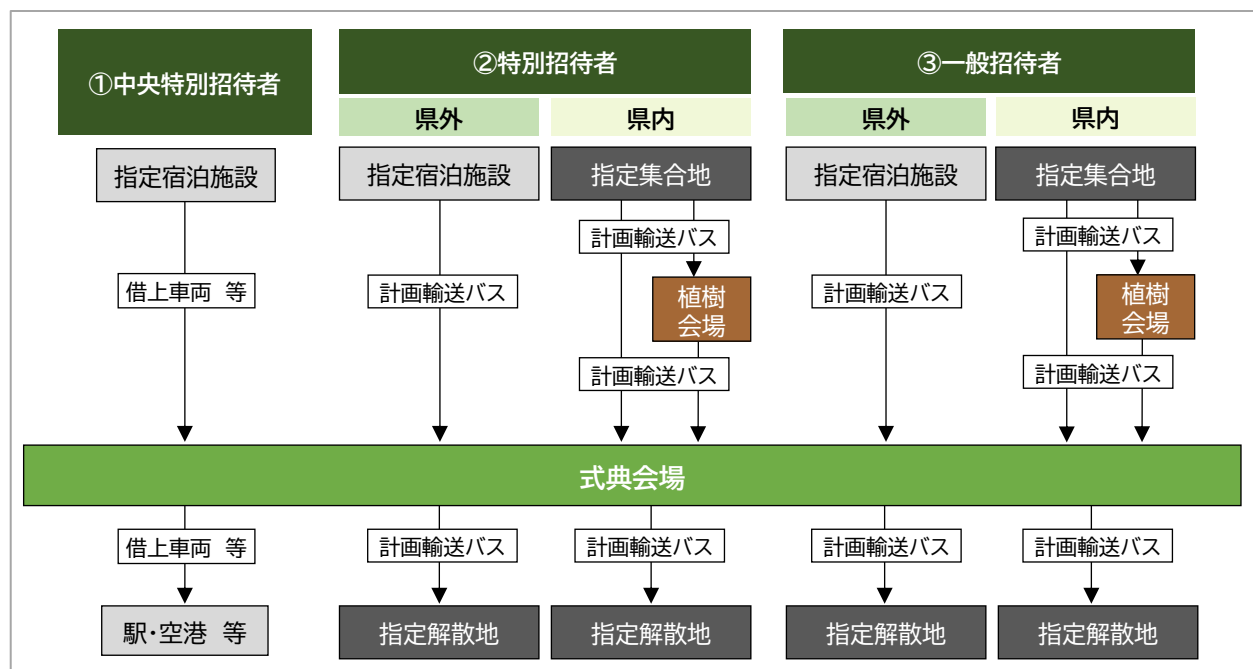 ①中央特別招待者
②特別招待者
③一般招待者
県外
県内
県外
県内
指定宿泊施設
指定宿泊施設
指定集合地
指定宿泊施設
指定集合地
計画輸送バス
計画輸送バス
借上車両 等
計画輸送バス
植樹
会場
計画輸送バス
植樹
会場
計画輸送バス
計画輸送バス
式典会場
借上車両 等
計画輸送バス
計画輸送バス
計画輸送バス
計画輸送バス
駅・空港 等
指定解散地
指定解散地
指定解散地
指定解散地